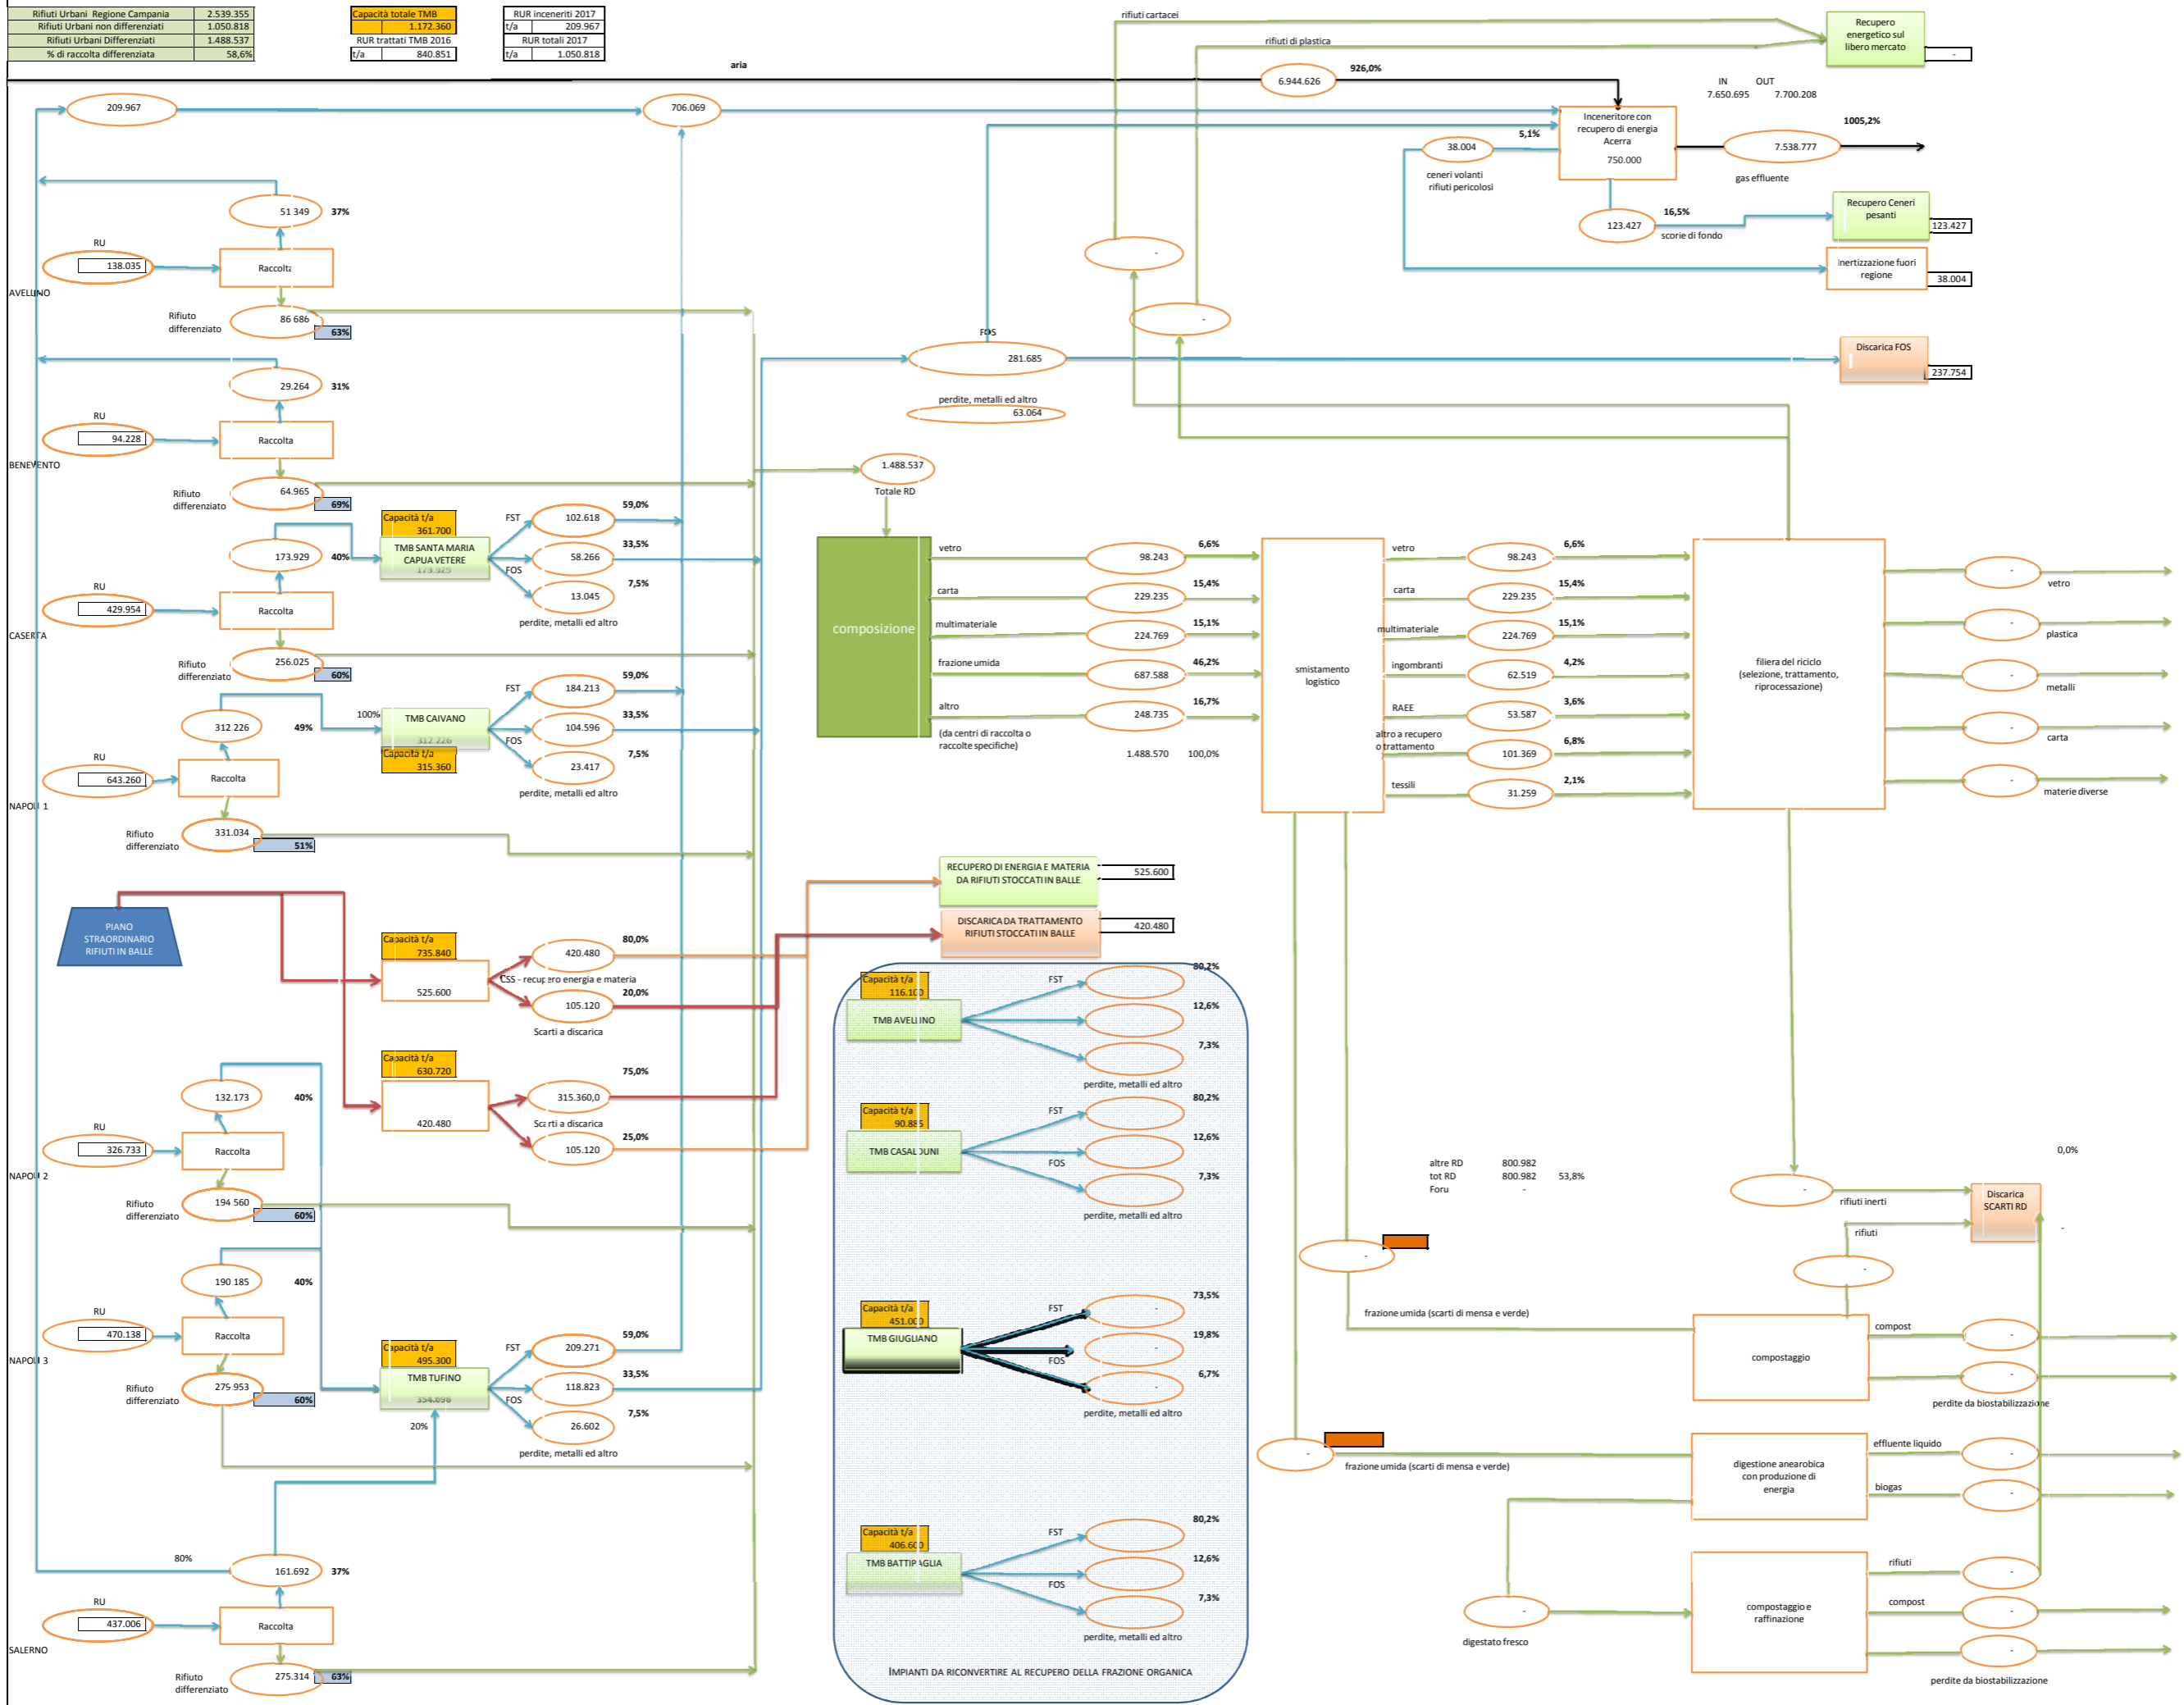 Rifiuti Urbani Regione Campania 2.539.355
Rifiuti Urbani non differenziati 1.050.818
Rifiuti Urbani Differenziati 1.488.537
% di raccolta differenziata 58,6%
Capacità totale TMB
1.172.360
RUR trattati TMB 2016
t/a 840.851
RUR inceneriti 2017
t/a 209.967
RUR totali 2017
t/a 1.050.818
rifiuti cartacei
rifiuti di plastica
Recupero
energetico sul
libero mercato
-
aria
6.944.626
926,0%
IN OUT
7.650.695 7.700.208
209.967
706.069
Inceneritore con
recupero di energia
Acerra
750.000
1005,2%
7.538.777
gas effluente
5,1%
38.004
ceneri volanti
rifiuti pericolosi
16,5%
123.427
scorie di fondo
Recupero Ceneri
pesanti
123.427
Inertizzazione fuori
regione
38.004
-
-
FOS
281.685
Discarica FOS
237.754
perdite, metalli ed altro
63.064
51 349 37%
RU
138.035
Raccolta
AVELLINO
Rifiuto
differenziato
86 686
63%
29.264 31%
RU
94.228
Raccolta
BENEVENTO
Rifiuto
differenziato
64.965
69%
173.929 40%
RU
429.954
Raccolta
CASERTA
Rifiuto
differenziato
256.025
60%
Capacità t/a
361.700
TMB SANTA MARIA
CAPUA VETERE
173.929
FST
102.618
59,0%
58.266
33,5%
FOS
13.045
7,5%
perdite, metalli ed altro
312 226 49%
RU
643.260
Raccolta
NAPOLI 1
Rifiuto
differenziato
331.034
51%
100%
TMB CAIVANO
312.226
Capacità t/a
315.360
FST
184.213
59,0%
104.596
33,5%
FOS
23.417
7,5%
perdite, metalli ed altro
1.488.537
Totale RD
composizione
vetro 98.243 6,6%
carta 229.235 15,4%
multimateriale 224.769 15,1%
frazione umida 687.588 46,2%
altro 248.735 16,7%
(da centri di raccolta o
raccolte specifiche)
1.488.570 100,0%
smistamento
logistico
vetro 98.243 6,6%
carta 229.235 15,4%
multimateriale 224.769 15,1%
ingombranti 62.519 4,2%
RAEE 53.587 3,6%
altro a recupero
o trattamento
101.369 6,8%
tessili 31.259 2,1%
filiera del riciclo
(selezione, trattamento,
riprocessazione)
- vetro
- plastica
- metalli
- carta
- materie diverse
PIANO
STRAORDINARIO
RIFIUTI IN BALLE
Capacità t/a
735.840
525.600
420.480
80,0%
CSS - recupero energia e materia
105.120
20,0%
Scarti a discarica
Capacità t/a
630.720
420.480
315.360,0
75,0%
Scarti a discarica
105.120
25,0%
RECUPERO DI ENERGIA E MATERIA
DA RIFIUTI STOCCATI IN BALLE
525.600
DISCARICA DA TRATTAMENTO
RIFIUTI STOCCATI IN BALLE
420.480
132.173 40%
RU
326.733
Raccolta
NAPOLI 2
Rifiuto
differenziato
194.560
60%
190 185 40%
RU
470.138
Raccolta
NAPOLI 3
Rifiuto
differenziato
275.953
60%
Capacità t/a
495.300
TMB TUFINO
354.696
20%
FST
209.271
59,0%
118.823
33,5%
FOS
26.602
7,5%
perdite, metalli ed altro
80%
161.692 37%
RU
437.006
Raccolta
SALERNO
Rifiuto
differenziato
275.314 63%
Capacità t/a
116.100
TMB AVELLINO
FST
80,2%
12,6%
7,3%
perdite, metalli ed altro
Capacità t/a
90.885
TMB CASALDUNI
FST
80,2%
12,6%
FOS
7,3%
perdite, metalli ed altro
Capacità t/a
451.000
TMB GIUGLIANO
FST
- 73,5%
- 19,8%
FOS
- 6,7%
perdite, metalli ed altro
Capacità t/a
406.600
TMB BATTIPAGLIA
FST
80,2%
12,6%
FOS
7,3%
perdite, metalli ed altro
IMPIANTI DA RICONVERTIRE AL RECUPERO DELLA FRAZIONE ORGANICA
altre RD 800.982
tot RD 800.982 53,8%
Foru -
0,0%
-
rifiuti inerti
Discarica
SCARTI RD
-
rifiuti
-
-
frazione umida (scarti di mensa e verde)
compostaggio
compost
-
-
perdite da biostabilizzazione
-
frazione umida (scarti di mensa e verde)
digestione anearobica
con produzione di
energia
effluente liquido
-
biogas
-
-
digestato fresco
compostaggio e
raffinazione
rifiuti
-
compost
-
-
perdite da biostabilizzazione